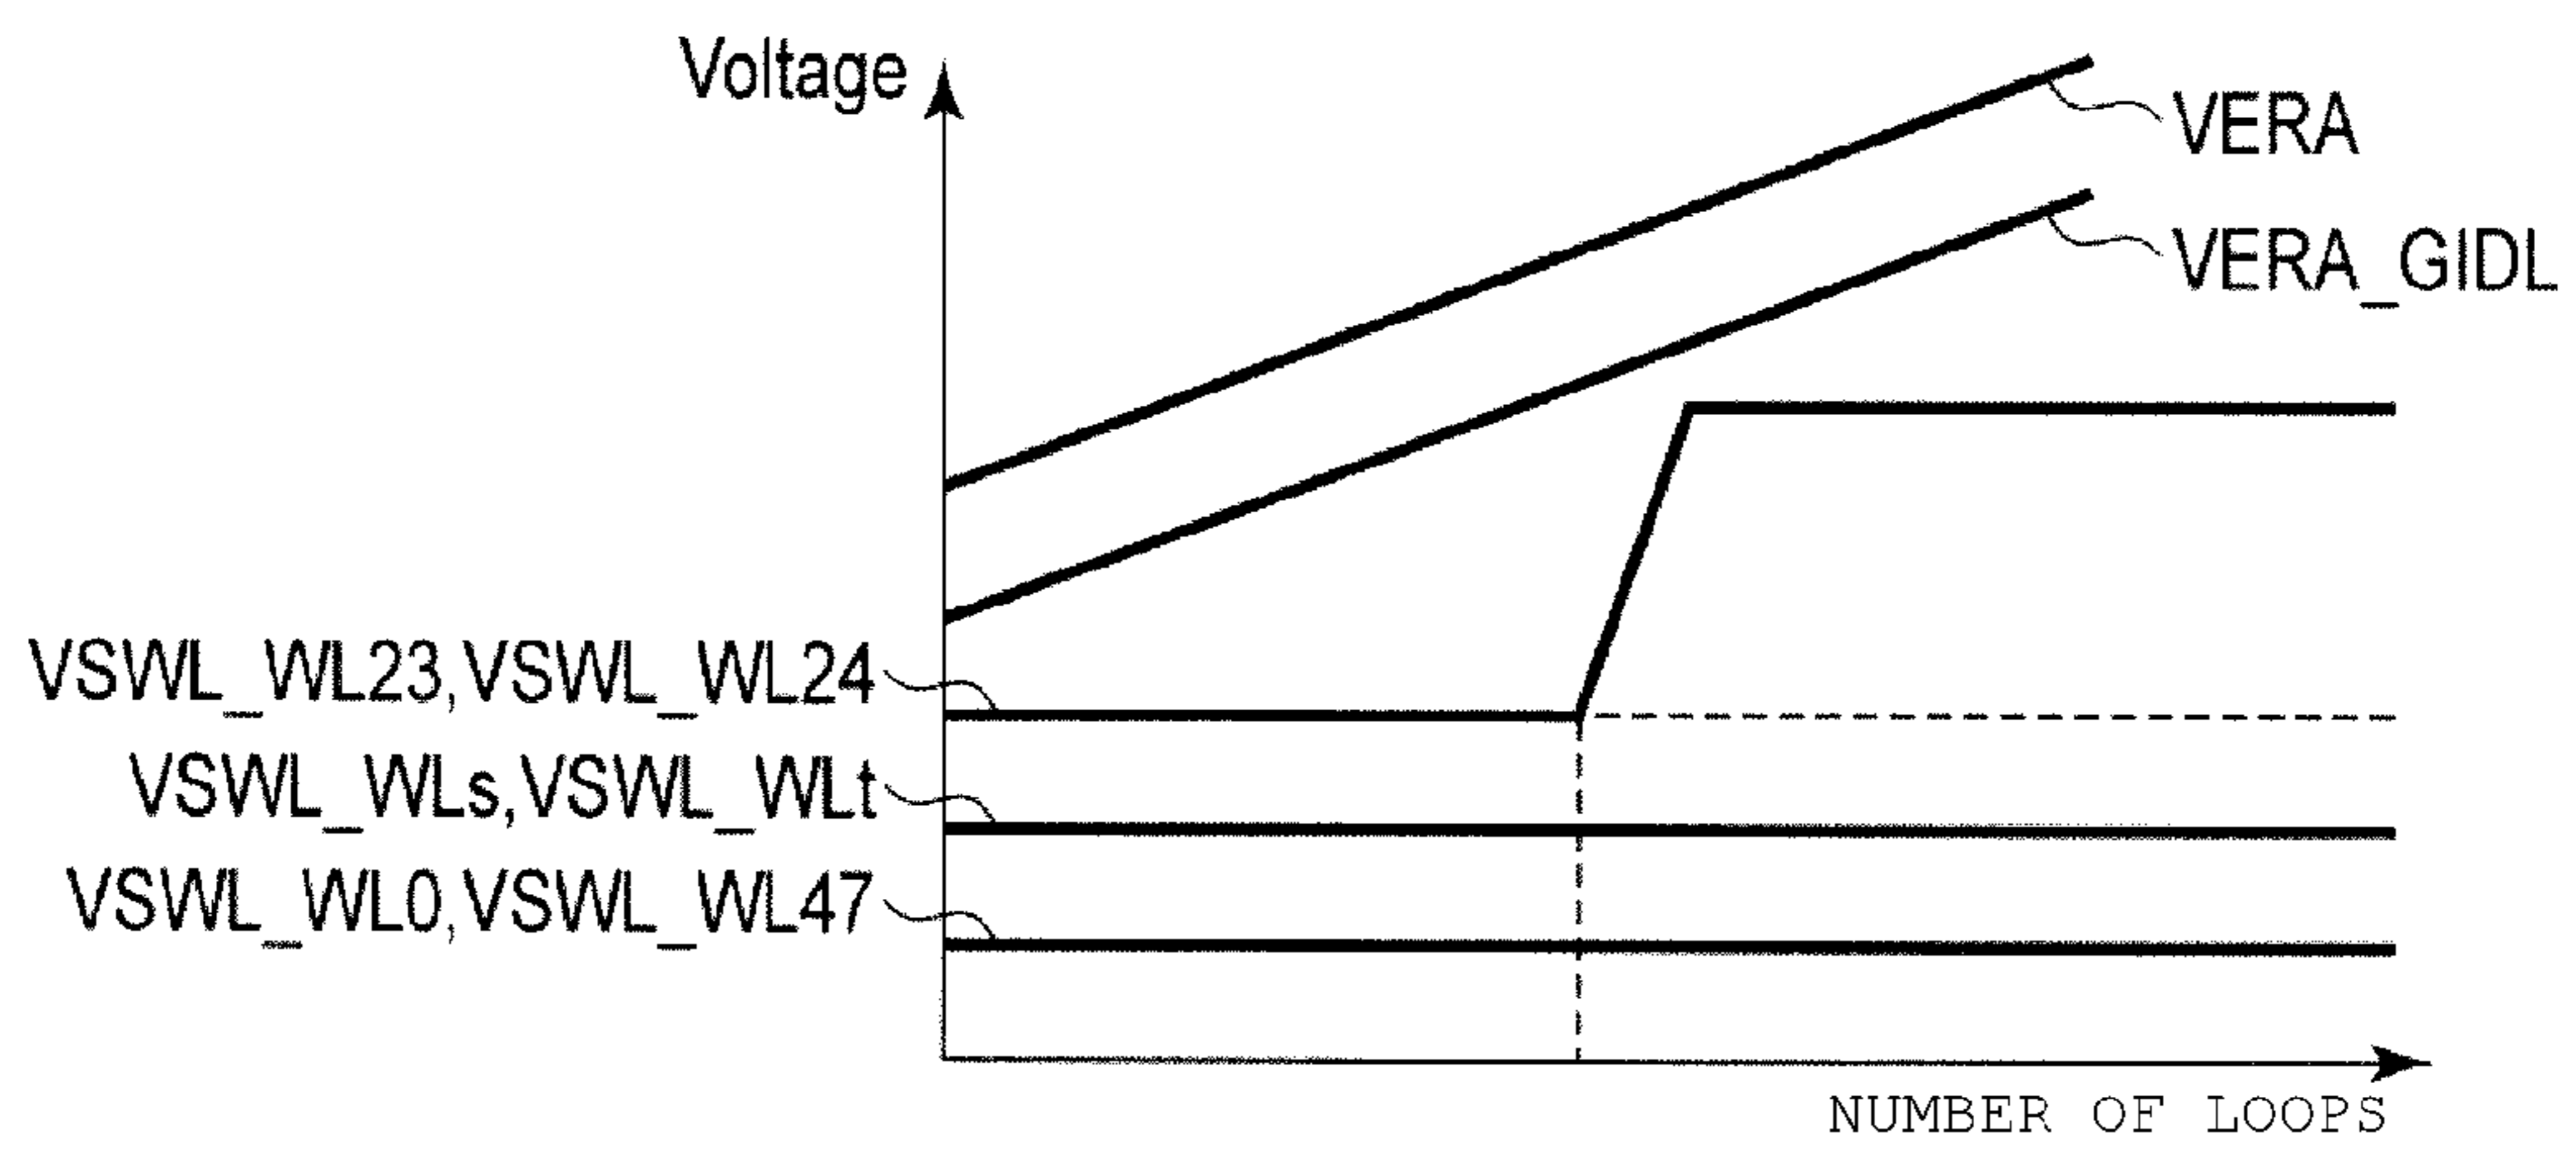 Voltage
VERA
VERA_GIDL
VSWL_WL23,VSWL_WL24
VSWL_WLs,VSWL_WLt
VSWL_WL0,VSWL_WL47
NUMBER OF LOOPS